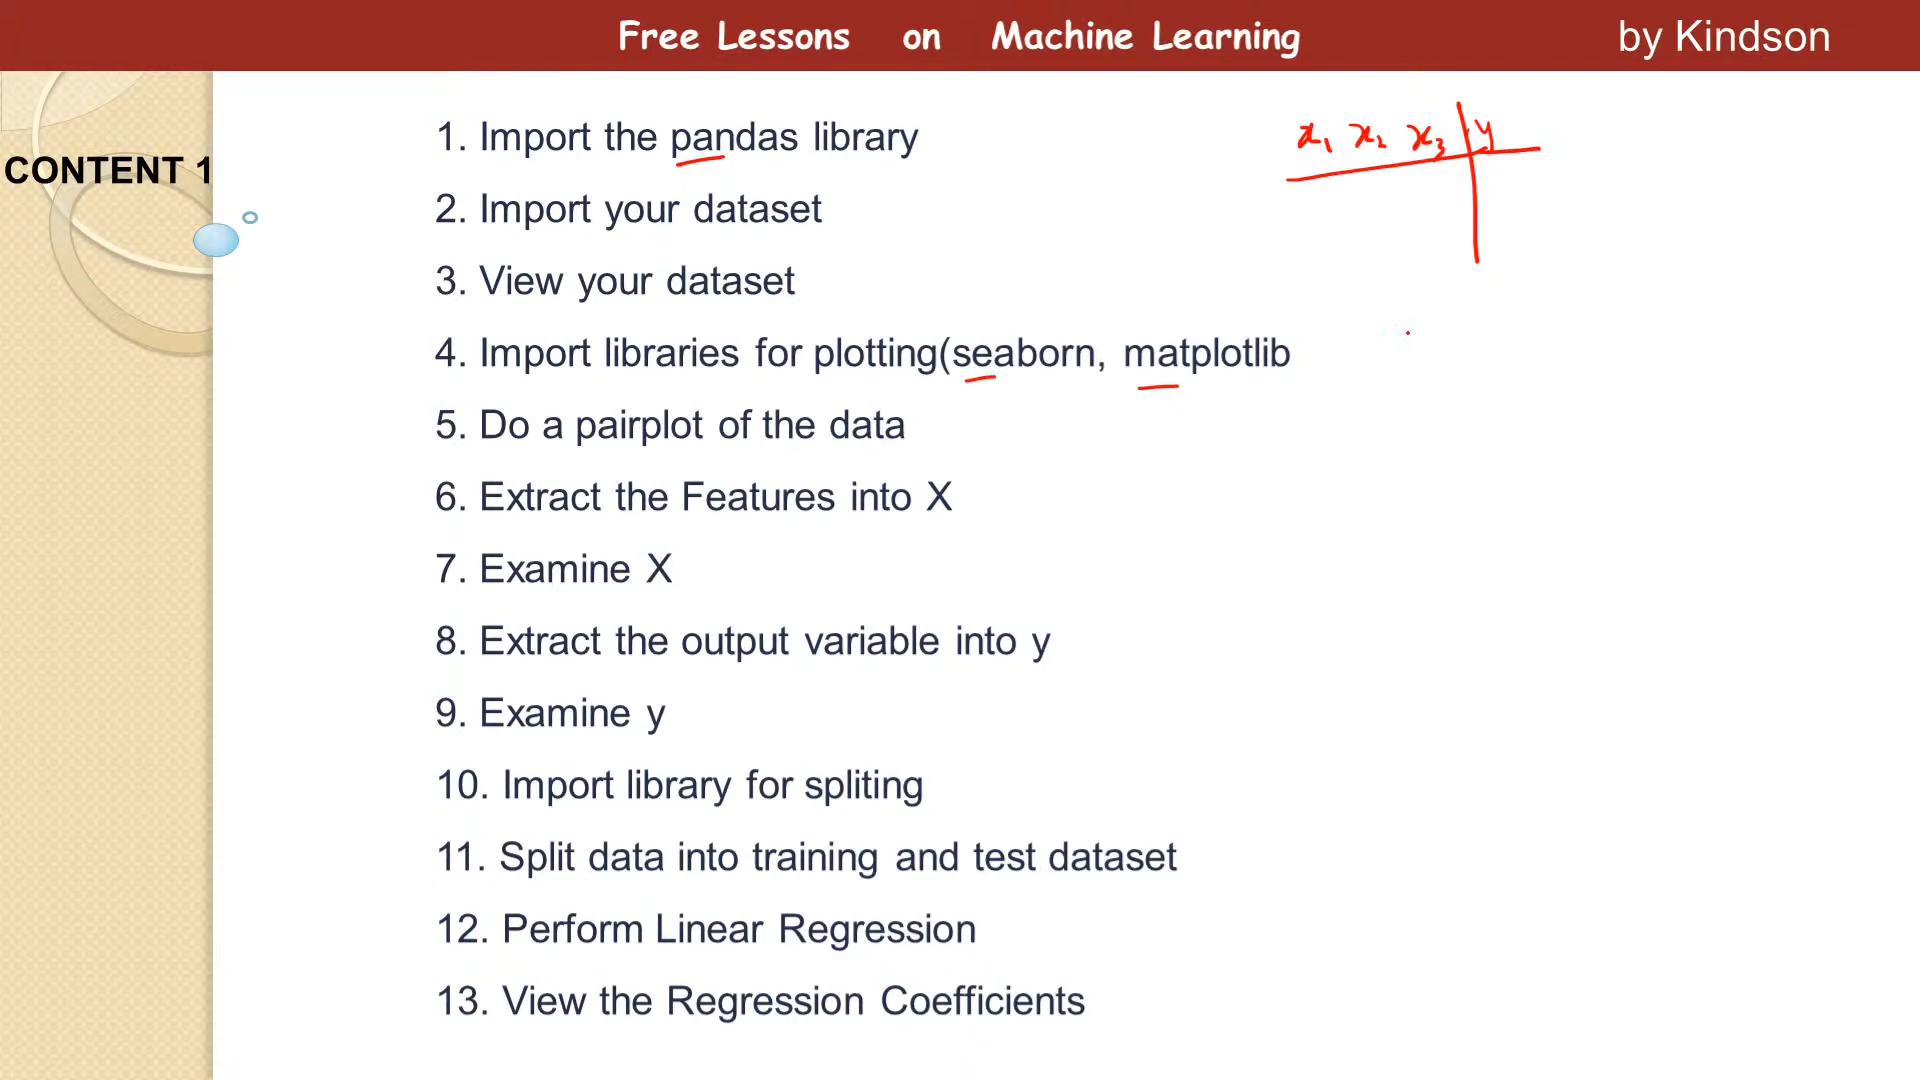 Free Lessons on Machine Learning by Kindson
CONTENT 1
1. Import the pandas library
x₁ x₂ x₃ y
2. Import your dataset
3. View your dataset
4. Import libraries for plotting(seaborn, matplotlib
5. Do a pairplot of the data
6. Extract the Features into X
7. Examine X
8. Extract the output variable into y
9. Examine y
10. Import library for spliting
11. Split data into training and test dataset
12. Perform Linear Regression
13. View the Regression Coefficients